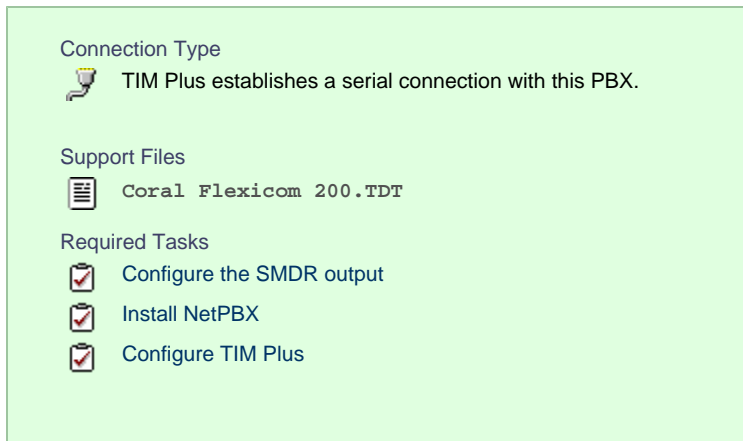 Connection Type
TIM Plus establishes a serial connection with this PBX.
Support Files
Coral Flexicom 200.TDT
Required Tasks
Configure the SMDR output
Install NetPBX
Configure TIM Plus